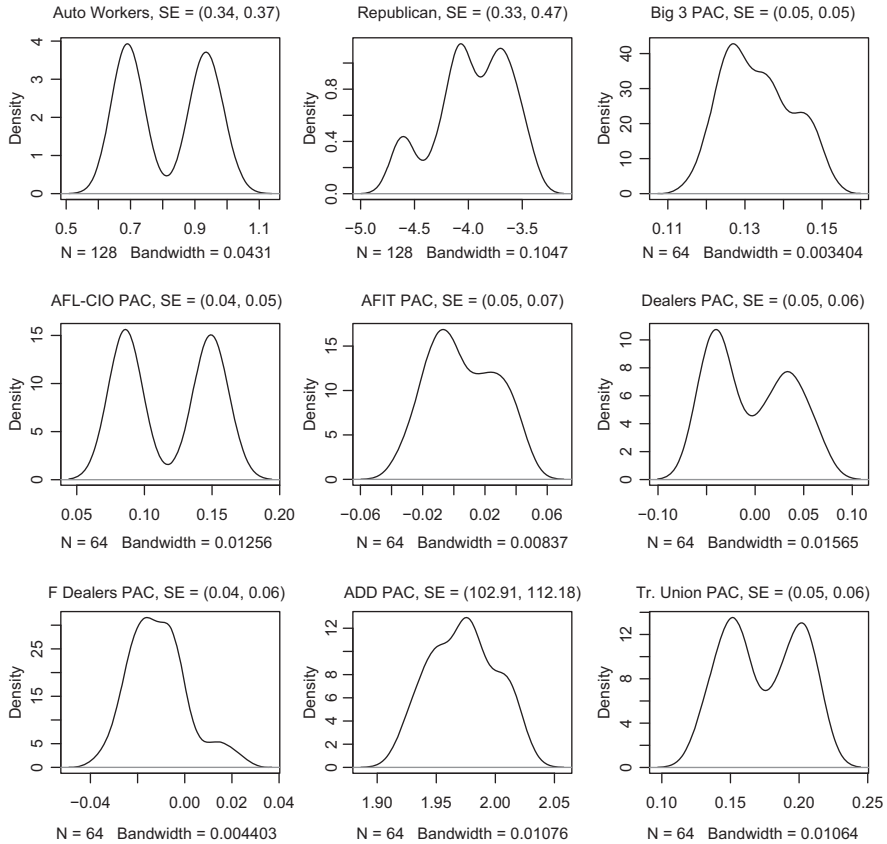 Auto Workers, SE = (0.34, 0.37)
Density
0 1 2 3 4
0.5 0.7 0.9 1.1
N = 128 Bandwidth = 0.0431
Republican, SE = (0.33, 0.47)
Density
0.0 0.4 0.8
−5.0 −4.5 −4.0 −3.5
N = 128 Bandwidth = 0.1047
Big 3 PAC, SE = (0.05, 0.05)
Density
0 10 20 30 40
0.11 0.13 0.15
N = 64 Bandwidth = 0.003404
AFL-CIO PAC, SE = (0.04, 0.05)
Density
0 5 10 15
0.05 0.10 0.15 0.20
N = 64 Bandwidth = 0.01256
AFIT PAC, SE = (0.05, 0.07)
Density
0 5 10 15
−0.06 −0.02 0.02 0.06
N = 64 Bandwidth = 0.00837
Dealers PAC, SE = (0.05, 0.06)
Density
0 2 4 6 8 10
−0.10 0.00 0.05 0.10
N = 64 Bandwidth = 0.01565
F Dealers PAC, SE = (0.04, 0.06)
Density
0 5 15 25
−0.04 0.00 0.02 0.04
N = 64 Bandwidth = 0.004403
ADD PAC, SE = (102.91, 112.18)
Density
0 2 4 6 8 12
1.90 1.95 2.00 2.05
N = 64 Bandwidth = 0.01076
Tr. Union PAC, SE = (0.05, 0.06)
Density
0 4 8 12
0.10 0.15 0.20 0.25
N = 64 Bandwidth = 0.01064